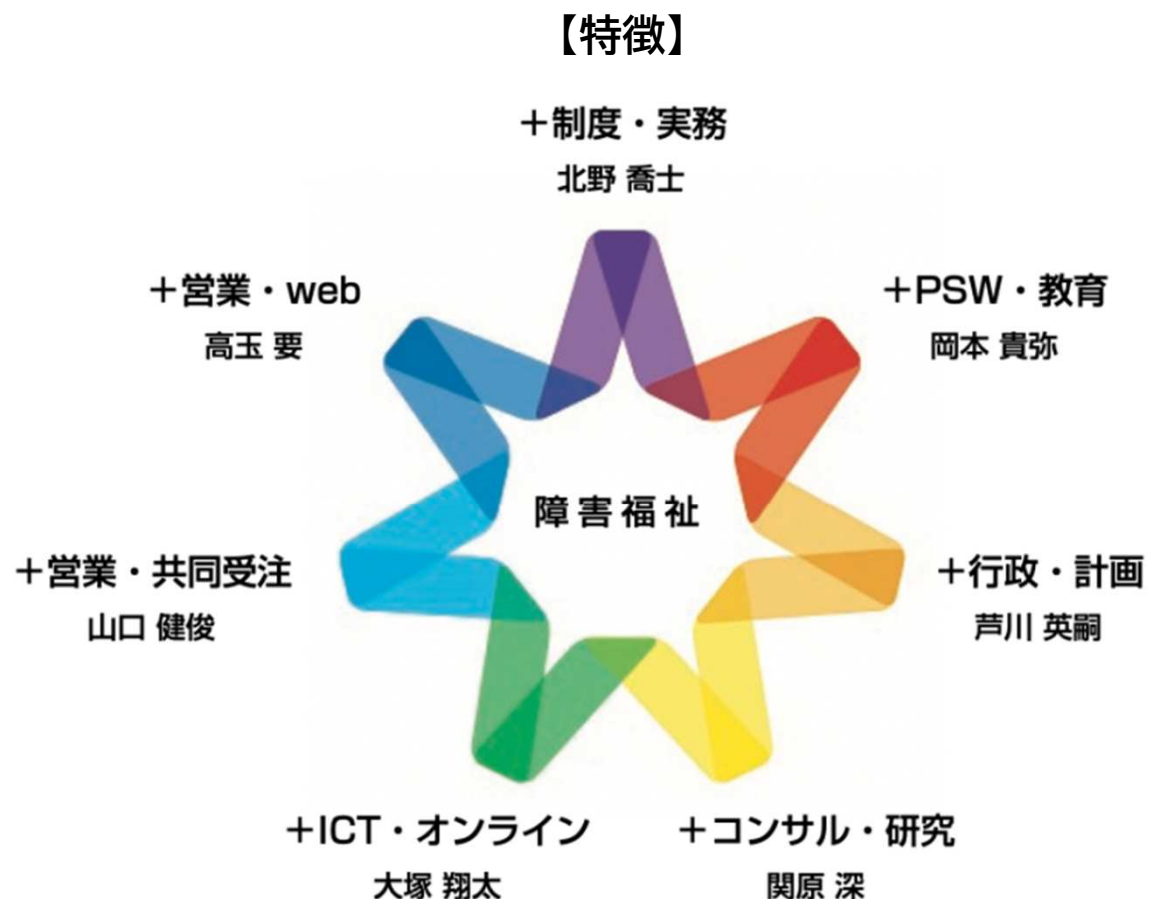 【特徴】
＋制度・実務
北野 喬士
＋営業・web
高玉 要
＋PSW・教育
岡本 貴弥
障害福祉
＋営業・共同受注
山口 健俊
＋行政・計画
芦川 英嗣
＋ICT・オンライン
大塚 翔太
＋コンサル・研究
関原 深